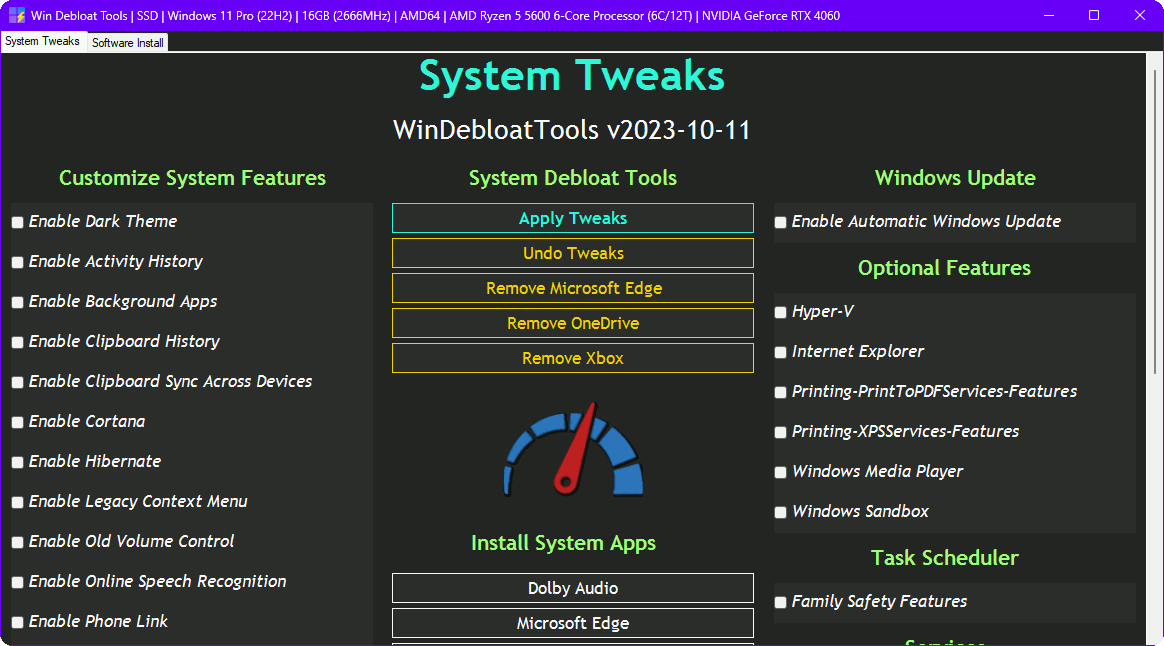 Win Debloat Tools | SSD | Windows 11 Pro (22H2) | 16GB (2666MHz) | AMD64 | AMD Ryzen 5 5600 6-Core Processor (6C/12T) | NVIDIA GeForce RTX 4060
System Tweaks
Software Install
System Tweaks
WinDebloatTools v2023-10-11
Customize System Features
Enable Dark Theme
Enable Activity History
Enable Background Apps
Enable Clipboard History
Enable Clipboard Sync Across Devices
Enable Cortana
Enable Hibernate
Enable Legacy Context Menu
Enable Old Volume Control
Enable Online Speech Recognition
Enable Phone Link
System Debloat Tools
Apply Tweaks
Undo Tweaks
Remove Microsoft Edge
Remove OneDrive
Remove Xbox
Install System Apps
Dolby Audio
Microsoft Edge
Windows Update
Enable Automatic Windows Update
Optional Features
Hyper-V
Internet Explorer
Printing-PrintToPDFServices-Features
Printing-XPSServices-Features
Windows Media Player
Windows Sandbox
Task Scheduler
Family Safety Features